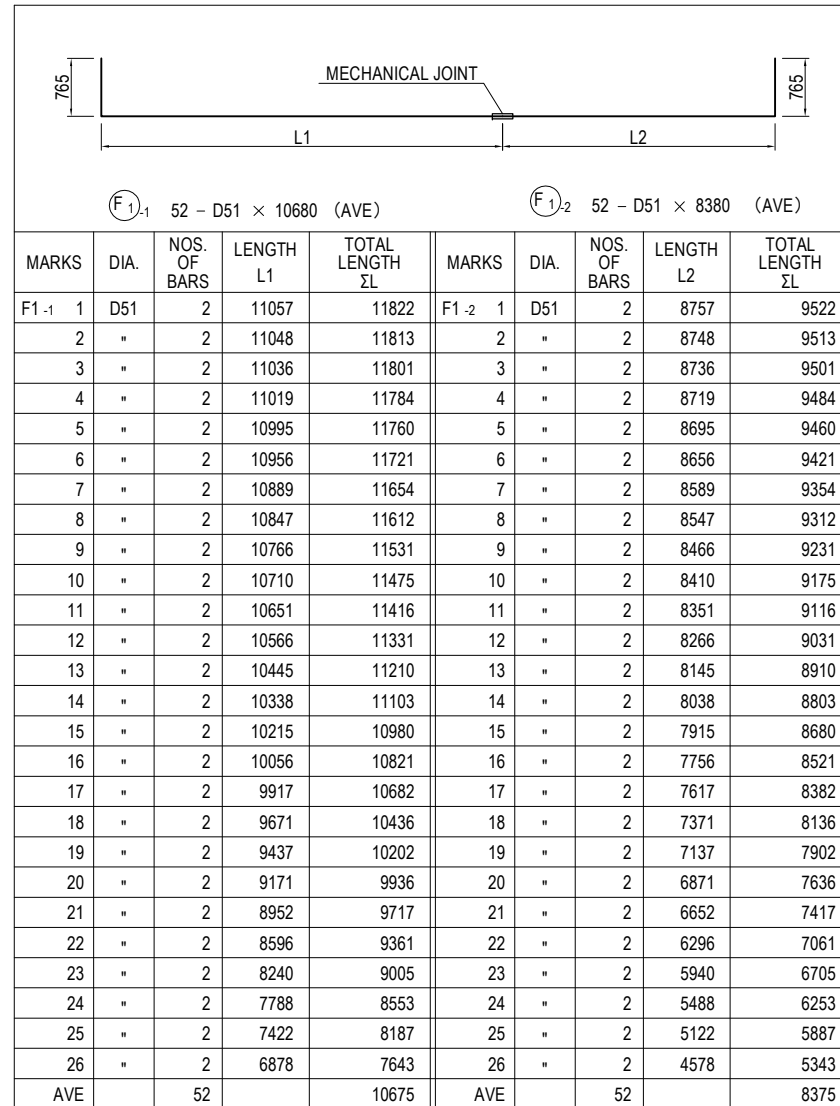 765
MECHANICAL JOINT
765
L1
L2
F 1 -1 52 – D51 × 10680 (AVE)
F 1 -2 52 – D51 × 8380 (AVE)
MARKS DIA. NOS. OF BARS LENGTH L1 TOTAL LENGTH ΣL MARKS DIA. NOS. OF BARS LENGTH L2 TOTAL LENGTH ΣL
F1 -1 1 D51 2 11057 11822 F1 -2 1 D51 2 8757 9522
2 " 2 11048 11813 2 " 2 8748 9513
3 " 2 11036 11801 3 " 2 8736 9501
4 " 2 11019 11784 4 " 2 8719 9484
5 " 2 10995 11760 5 " 2 8695 9460
6 " 2 10956 11721 6 " 2 8656 9421
7 " 2 10889 11654 7 " 2 8589 9354
8 " 2 10847 11612 8 " 2 8547 9312
9 " 2 10766 11531 9 " 2 8466 9231
10 " 2 10710 11475 10 " 2 8410 9175
11 " 2 10651 11416 11 " 2 8351 9116
12 " 2 10566 11331 12 " 2 8266 9031
13 " 2 10445 11210 13 " 2 8145 8910
14 " 2 10338 11103 14 " 2 8038 8803
15 " 2 10215 10980 15 " 2 7915 8680
16 " 2 10056 10821 16 " 2 7756 8521
17 " 2 9917 10682 17 " 2 7617 8382
18 " 2 9671 10436 18 " 2 7371 8136
19 " 2 9437 10202 19 " 2 7137 7902
20 " 2 9171 9936 20 " 2 6871 7636
21 " 2 8952 9717 21 " 2 6652 7417
22 " 2 8596 9361 22 " 2 6296 7061
23 " 2 8240 9005 23 " 2 5940 6705
24 " 2 7788 8553 24 " 2 5488 6253
25 " 2 7422 8187 25 " 2 5122 5887
26 " 2 6878 7643 26 " 2 4578 5343
AVE 52 10675 AVE 52 8375